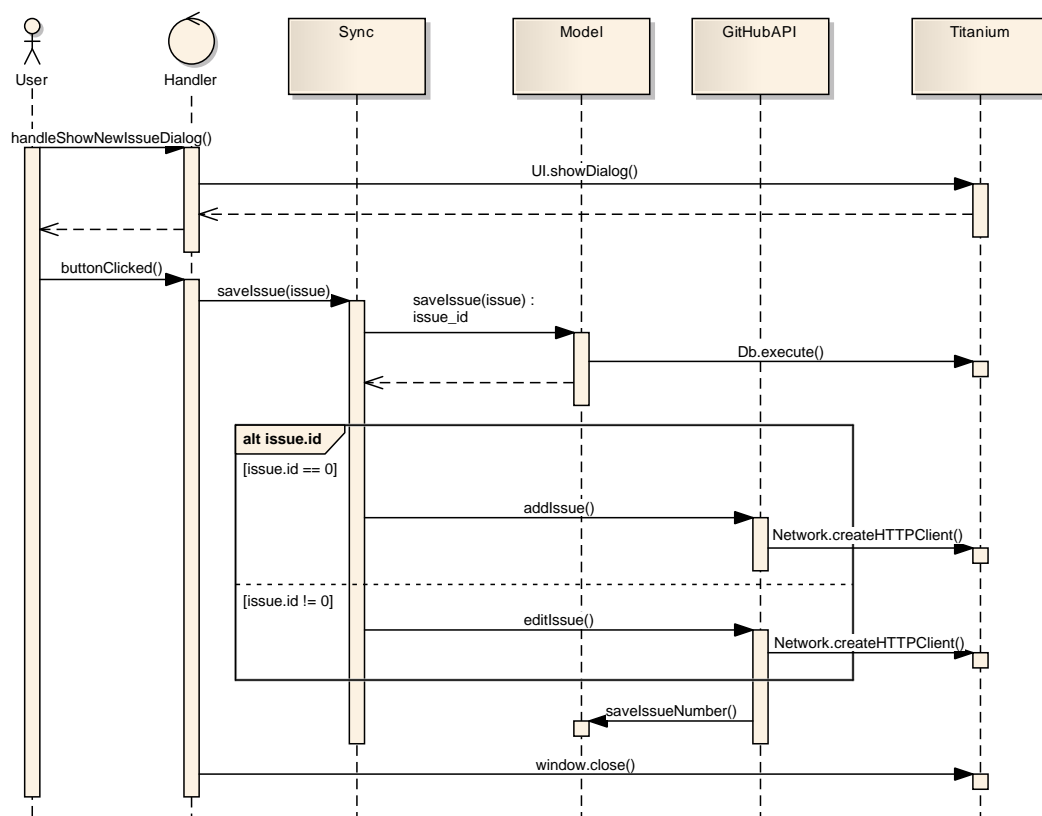 Sync
Model
GitHubAPI
Titanium
User
Handler
handleShowNewIssueDialog()
UI.showDialog()
buttonClicked()
saveIssue(issue)
saveIssue(issue) :
issue_id
Db.execute()
alt issue.id
[issue.id == 0]
addIssue()
Network.createHTTPClient()
[issue.id != 0]
editIssue()
Network.createHTTPClient()
saveIssueNumber()
window.close()